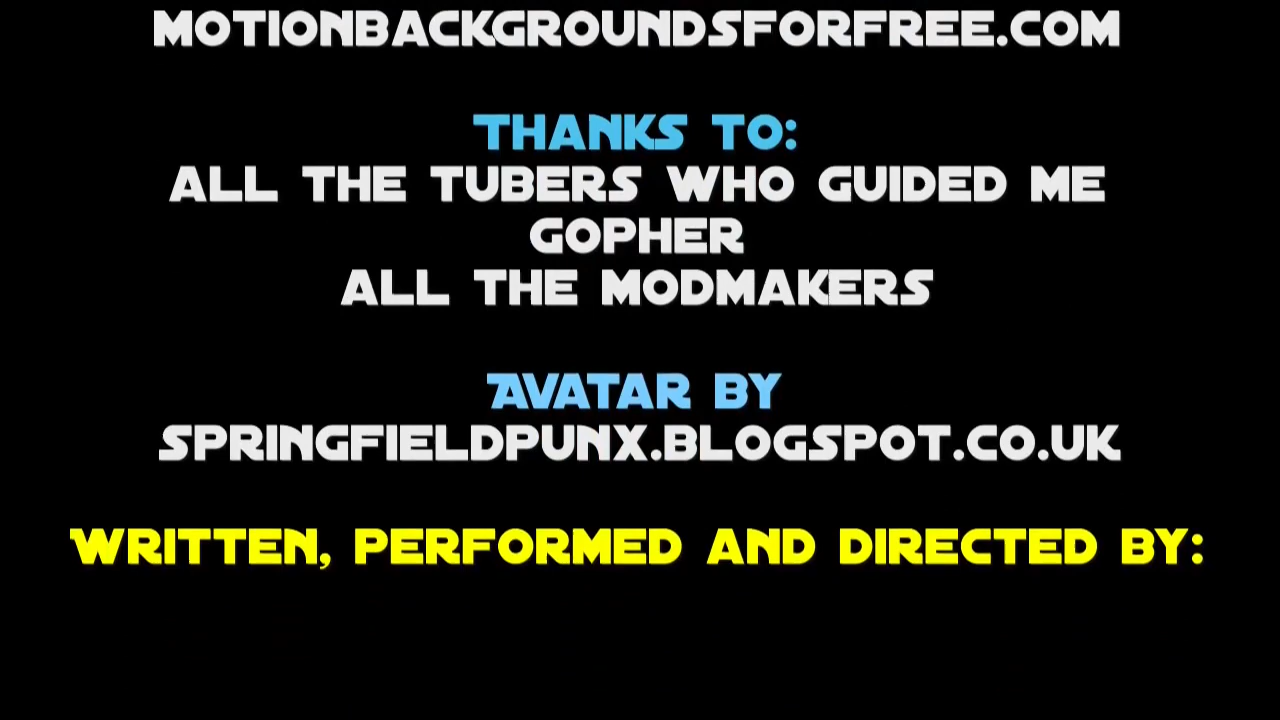 MOTIONBACKGROUNDSFORFREE.COM
THANKS TO:
ALL THE TUBERS WHO GUIDED ME
GOPHER
ALL THE MODMAKERS
AVATAR BY
SPRINGFIELDPUNX.BLOGSPOT.CO.UK
WRITTEN, PERFORMED AND DIRECTED BY: